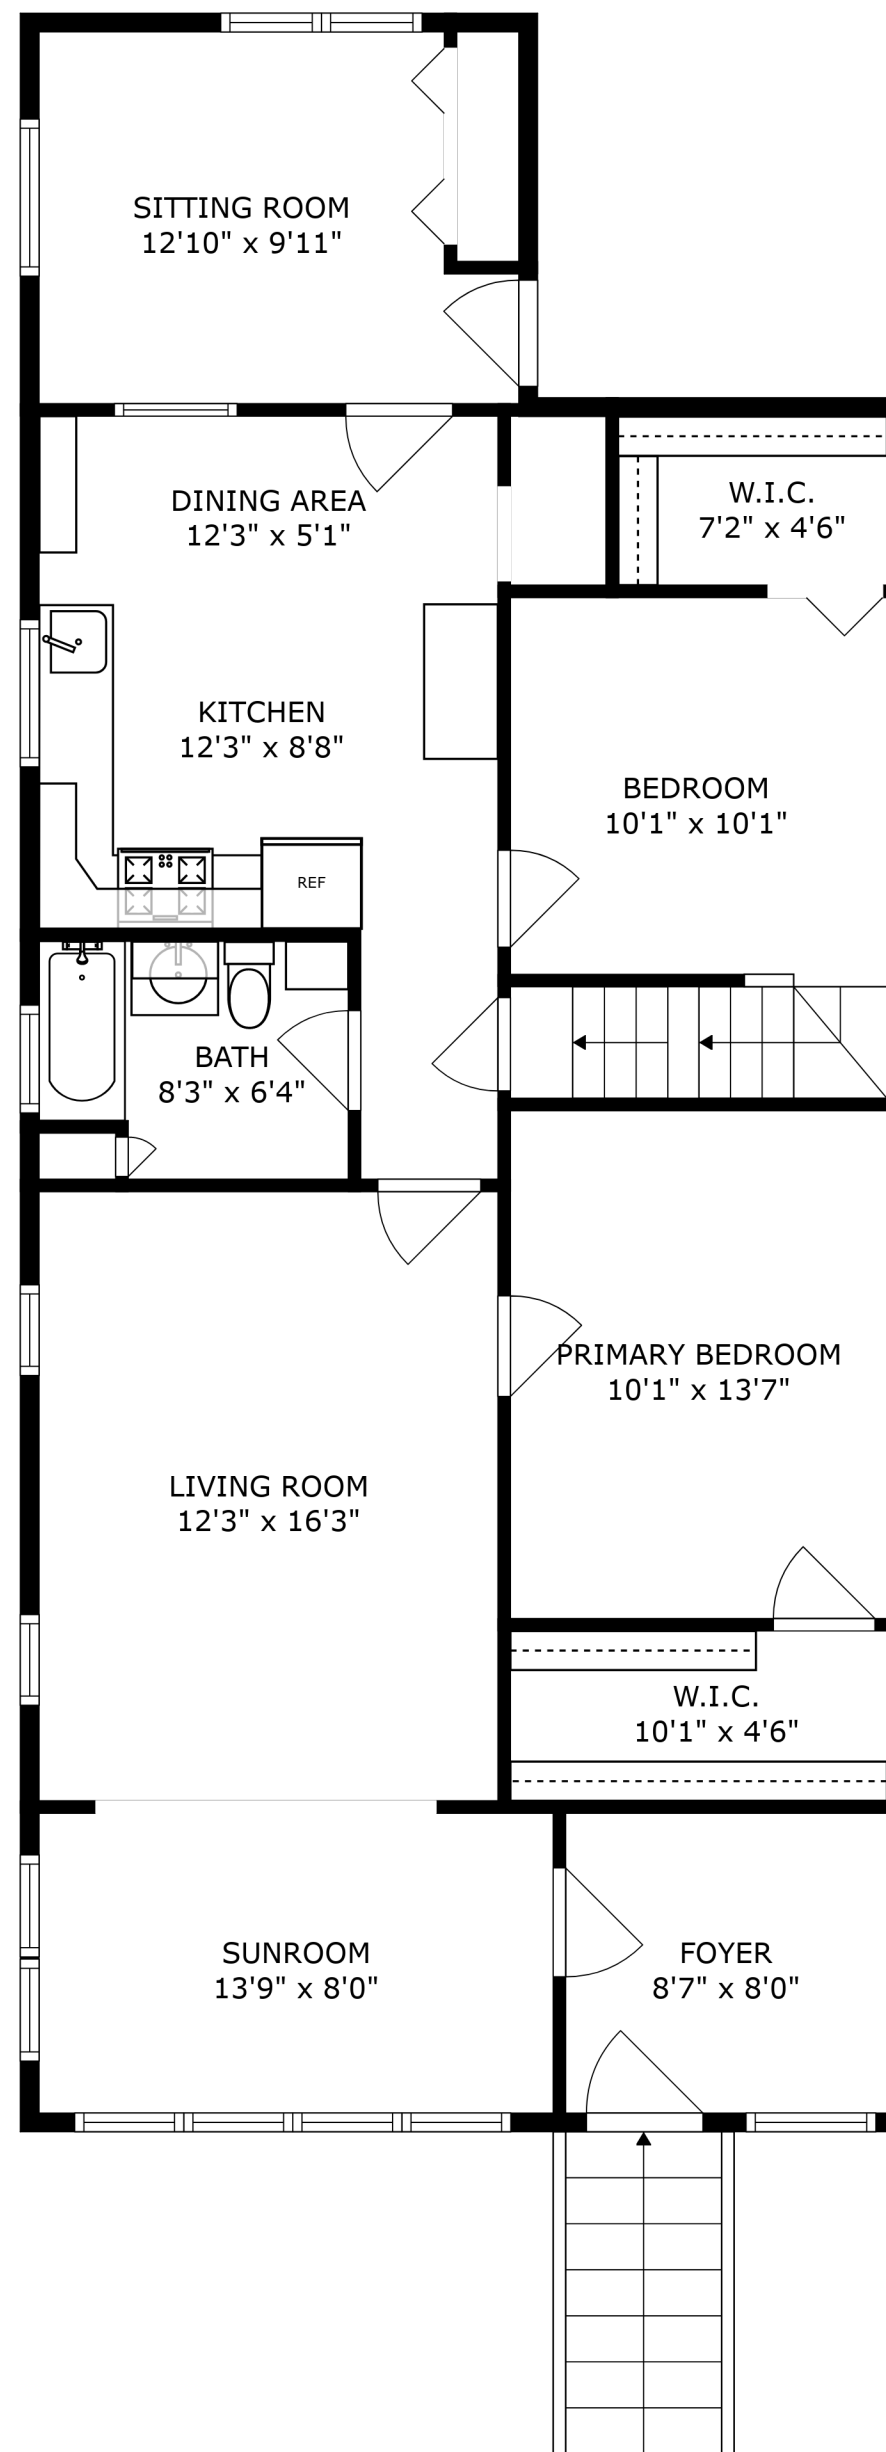 SITTING ROOM
12'10" x 9'11"
DINING AREA
12'3" x 5'1"
W.I.C.
7'2" x 4'6"
KITCHEN
12'3" x 8'8"
BEDROOM
10'1" x 10'1"
REF
BATH
8'3" x 6'4"
PRIMARY BEDROOM
10'1" x 13'7"
LIVING ROOM
12'3" x 16'3"
W.I.C.
10'1" x 4'6"
SUNROOM
13'9" x 8'0"
FOYER
8'7" x 8'0"